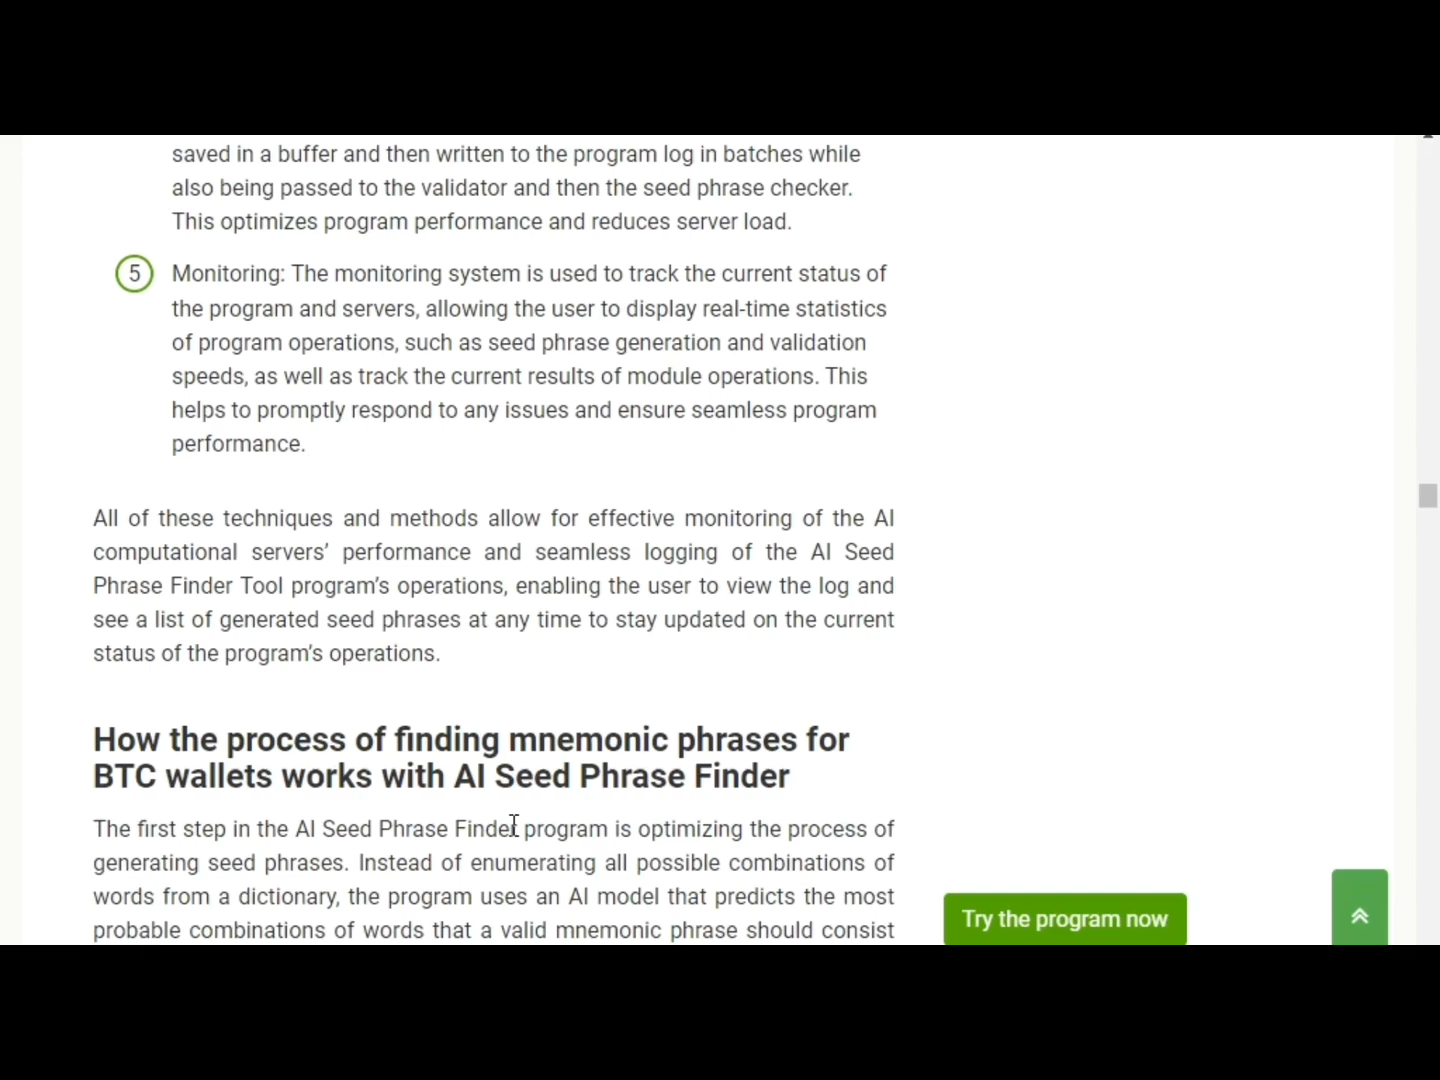 saved in a buffer and then written to the program log in batches while
also being passed to the validator and then the seed phrase checker.
This optimizes program performance and reduces server load.
5 Monitoring: The monitoring system is used to track the current status of
the program and servers, allowing the user to display real-time statistics
of program operations, such as seed phrase generation and validation
speeds, as well as track the current results of module operations. This
helps to promptly respond to any issues and ensure seamless program
performance.
All of these techniques and methods allow for effective monitoring of the AI
computational servers’ performance and seamless logging of the AI Seed
Phrase Finder Tool program’s operations, enabling the user to view the log and
see a list of generated seed phrases at any time to stay updated on the current
status of the program’s operations.
How the process of finding mnemonic phrases for
BTC wallets works with AI Seed Phrase Finder
The first step in the AI Seed Phrase Finder program is optimizing the process of
generating seed phrases. Instead of enumerating all possible combinations of
words from a dictionary, the program uses an AI model that predicts the most
probable combinations of words that a valid mnemonic phrase should consist
Try the program now